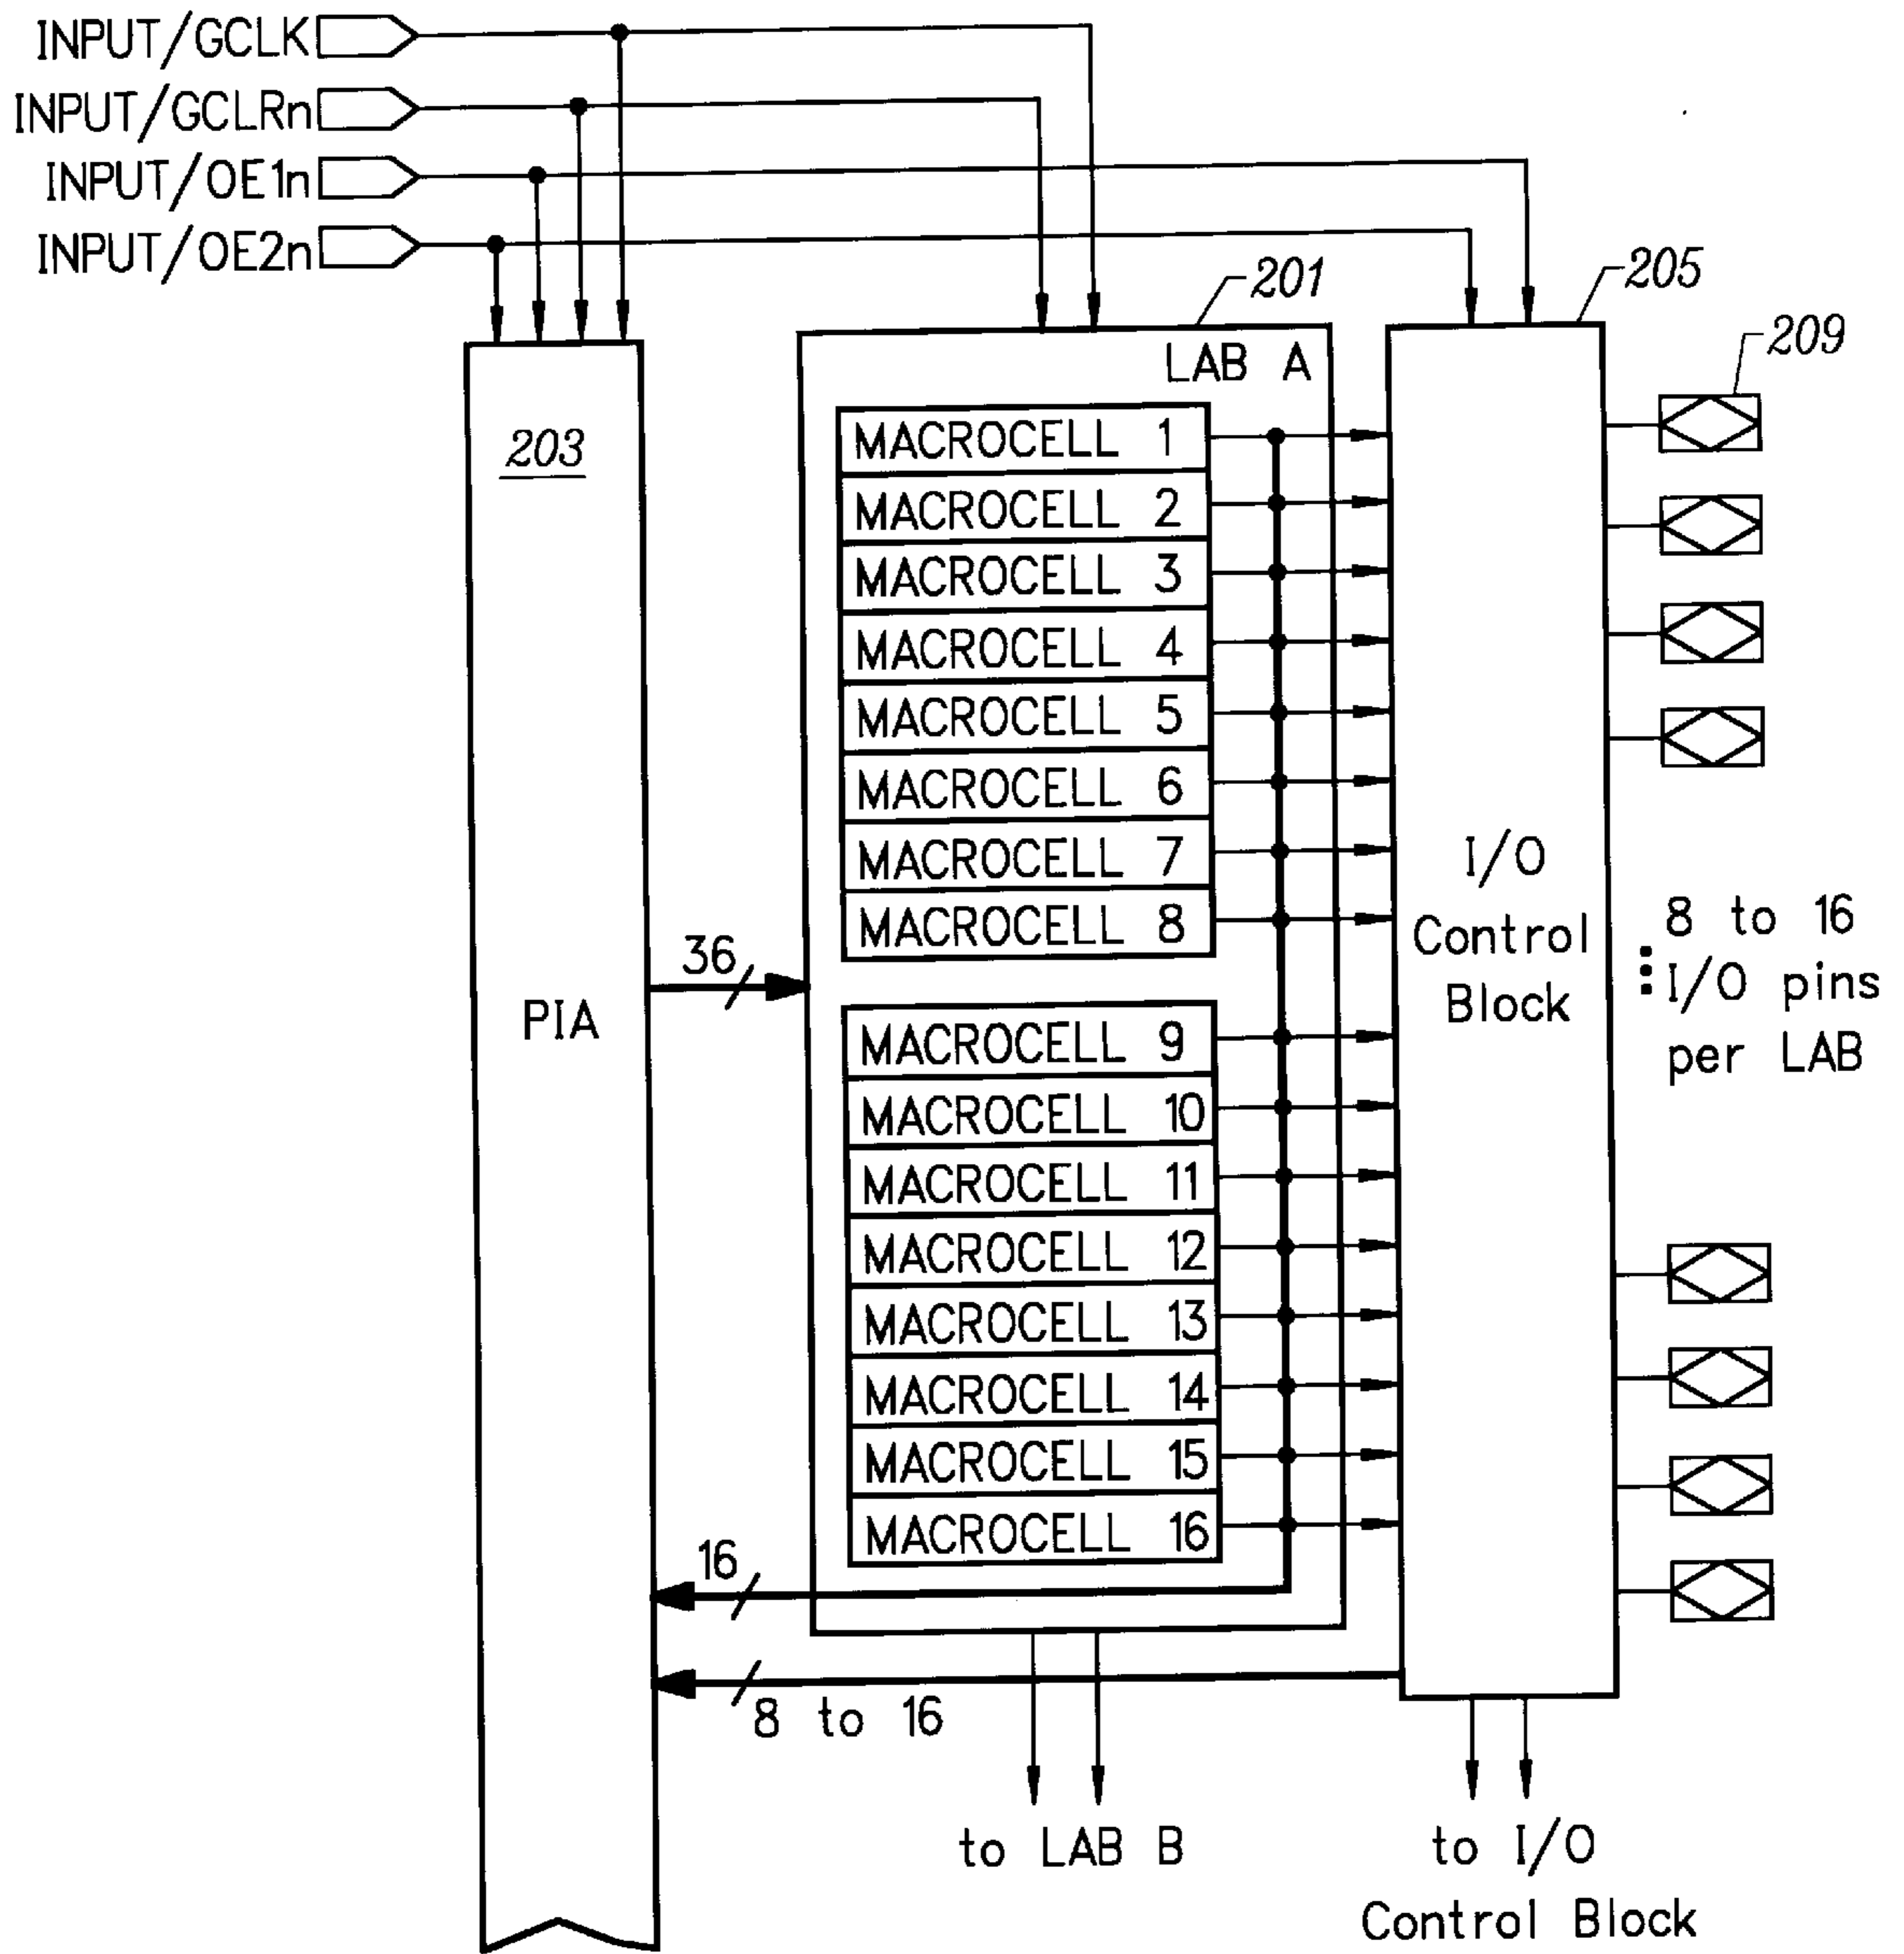 INPUT/GCLK
INPUT/GCLRn
INPUT/OE1n
INPUT/OE2n
201
205
209
LAB A
203
MACROCELL 1
MACROCELL 2
MACROCELL 3
MACROCELL 4
MACROCELL 5
MACROCELL 6
MACROCELL 7
MACROCELL 8
36
PIA
I/O
Control
Block
8 to 16
I/O pins
per LAB
MACROCELL 9
MACROCELL 10
MACROCELL 11
MACROCELL 12
MACROCELL 13
MACROCELL 14
MACROCELL 15
MACROCELL 16
16
8 to 16
to LAB B
to I/O
Control Block